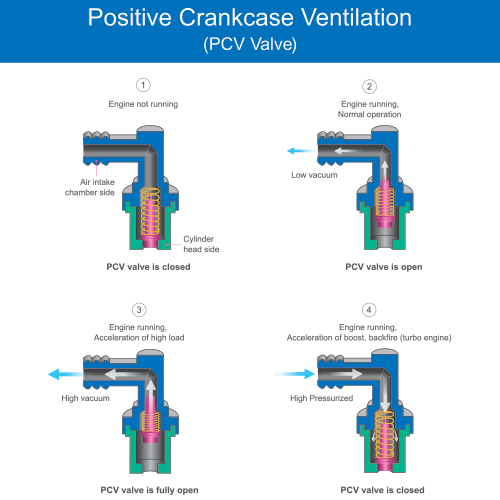 Positive Crankcase Ventilation
(PCV Valve)
1
Engine not running
Air intake
chamber side
Cylinder
head side
PCV valve is closed
2
Engine running,
Normal operation
Low vacuum
PCV valve is open
3
Engine running,
Acceleration of high load
High vacuum
PCV valve is fully open
4
Engine running,
Acceleration of boost, backfire (turbo engine)
High Pressurized
PCV valve is closed